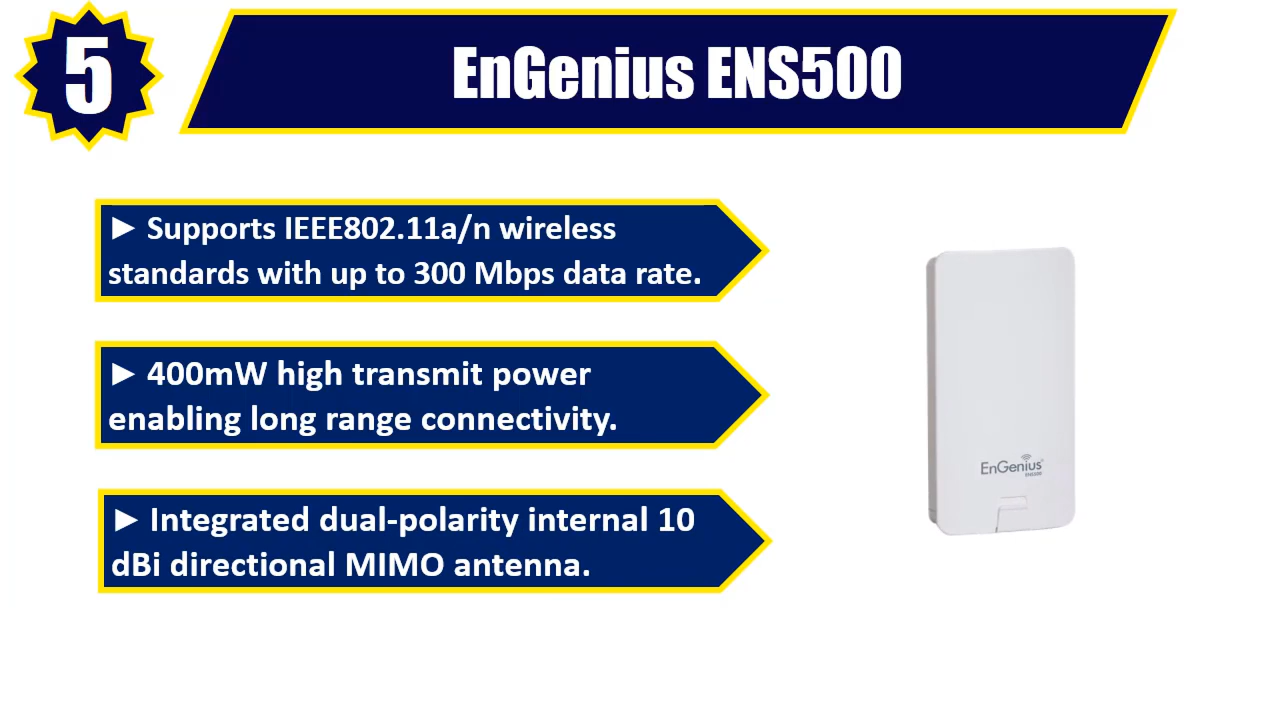 5
EnGenius ENS500
► Supports IEEE802.11a/n wireless
standards with up to 300 Mbps data rate.
► 400mW high transmit power
enabling long range connectivity.
► Integrated dual-polarity internal 10
dBi directional MIMO antenna.
EnGenius®
ENS500